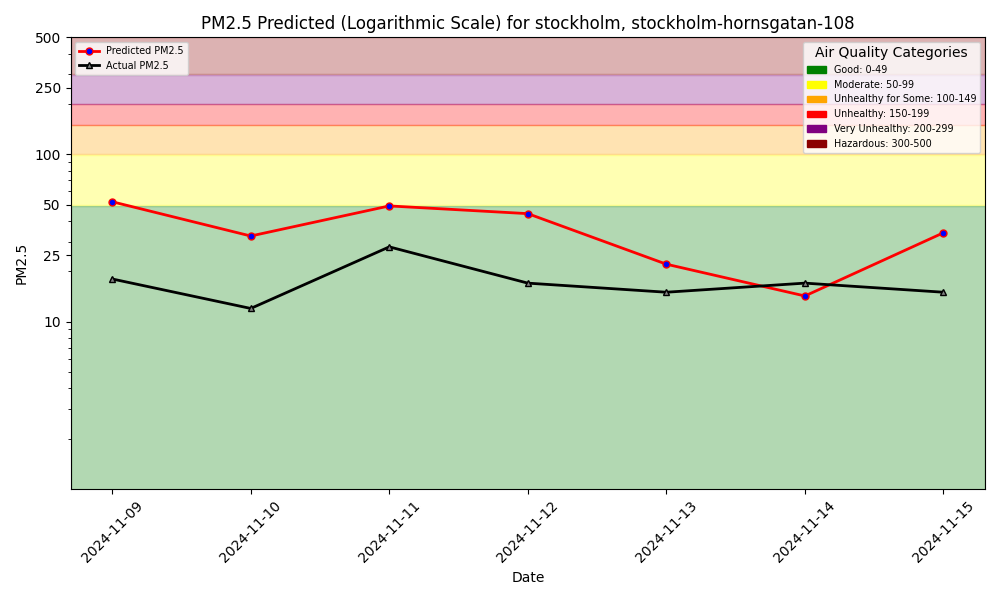 PM2.5 Predicted (Logarithmic Scale) for stockholm, stockholm-hornsgatan-108
Predicted PM2.5
Actual PM2.5
Air Quality Categories
Good: 0-49
Moderate: 50-99
Unhealthy for Some: 100-149
Unhealthy: 150-199
Very Unhealthy: 200-299
Hazardous: 300-500
500
250
100
50
25
10
PM2.5
2024-11-09
2024-11-10
2024-11-11
2024-11-12
2024-11-13
2024-11-14
2024-11-15
Date